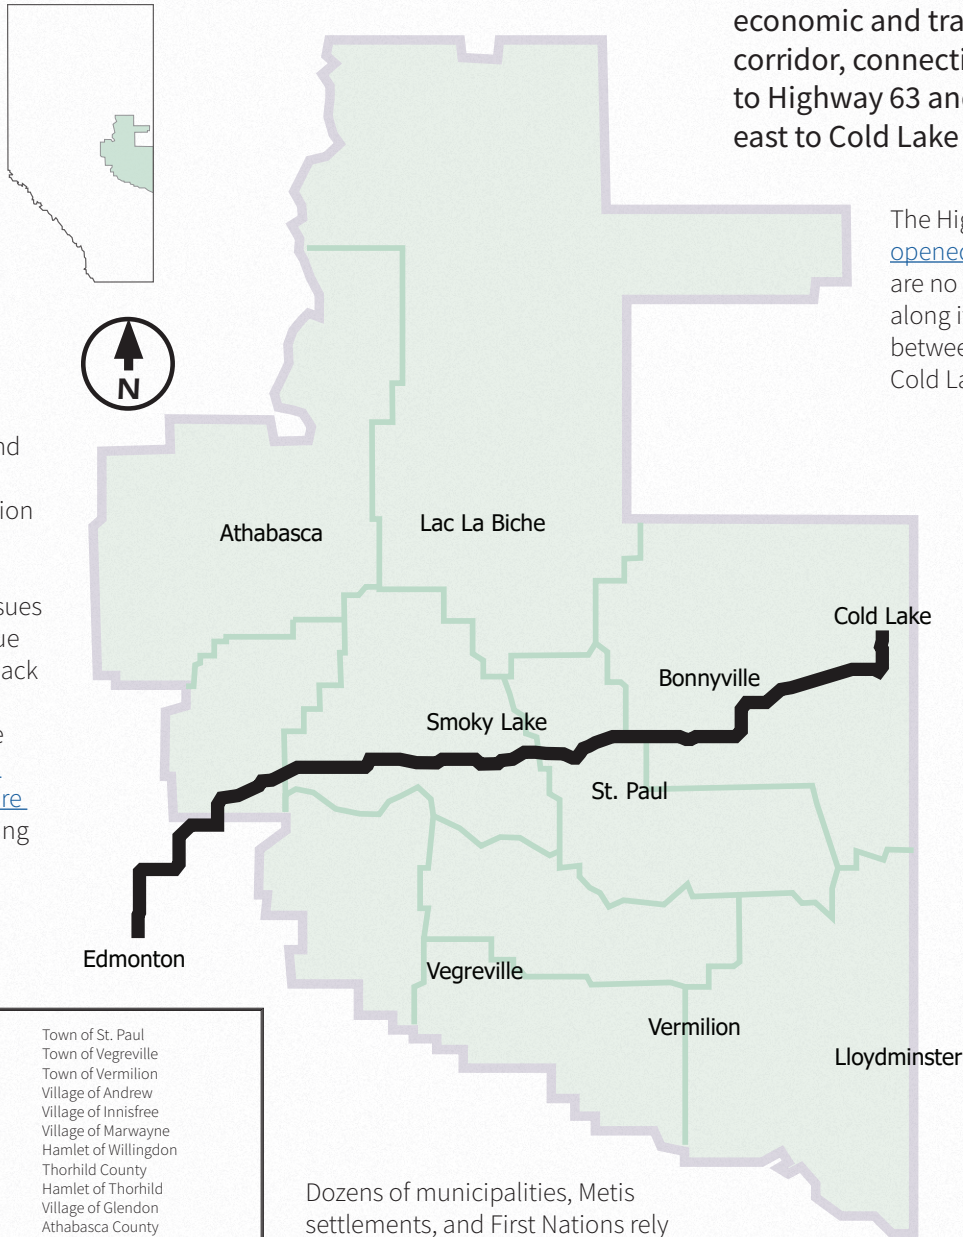 economic and tra
corridor, connecti
to Highway 63 an
east to Cold Lake
The Hig
opened
are no
along i
betwee
Cold La
N
nd
ion
sues
ue
ack
e
re
ng
Athabasca
Lac La Biche
Cold Lake
Bonnyville
Smoky Lake
St. Paul
Edmonton
Vegreville
Vermilion
Lloydminster
Town of St. Paul
Town of Vegreville
Town of Vermilion
Village of Andrew
Village of Innisfree
Village of Marwayne
Hamlet of Willingdon
Thorhild County
Hamlet of Thorhild
Village of Glendon
Athabasca County
Dozens of municipalities, Metis
settlements, and First Nations rely